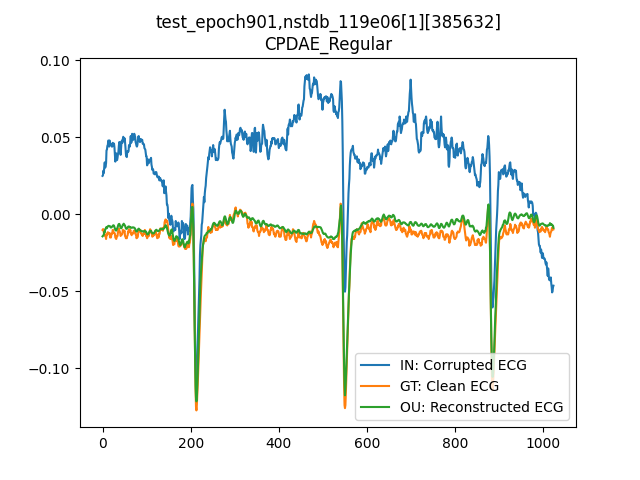 test_epoch901,nstdb_119e06[1][385632]
CPDAE_Regular
0.10
0.05
0.00
−0.05
−0.10
0
200
400
600
800
1000
IN: Corrupted ECG
GT: Clean ECG
OU: Reconstructed ECG